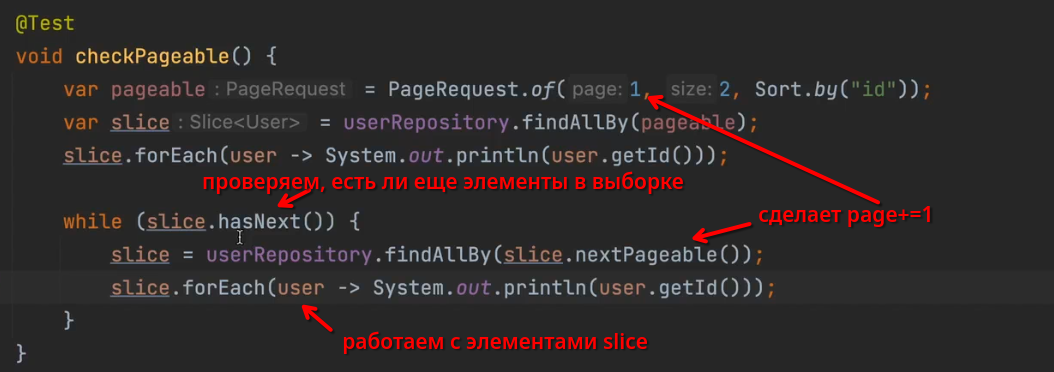 @Test
void checkPageable() {
var pageable : PageRequest = PageRequest.of( page: 1, size: 2, Sort.by("id"));
var slice : Slice<User> = userRepository.findAllBy(pageable);
slice.forEach(user -> System.out.println(user.getId()));
проверяем, есть ли еще элементы в выборке
сделает page+=1
while (slice.hasNext()) {
slice = userRepository.findAllBy(slice.nextPageable());
slice.forEach(user -> System.out.println(user.getId()));
}
работаем с элементами slice
}